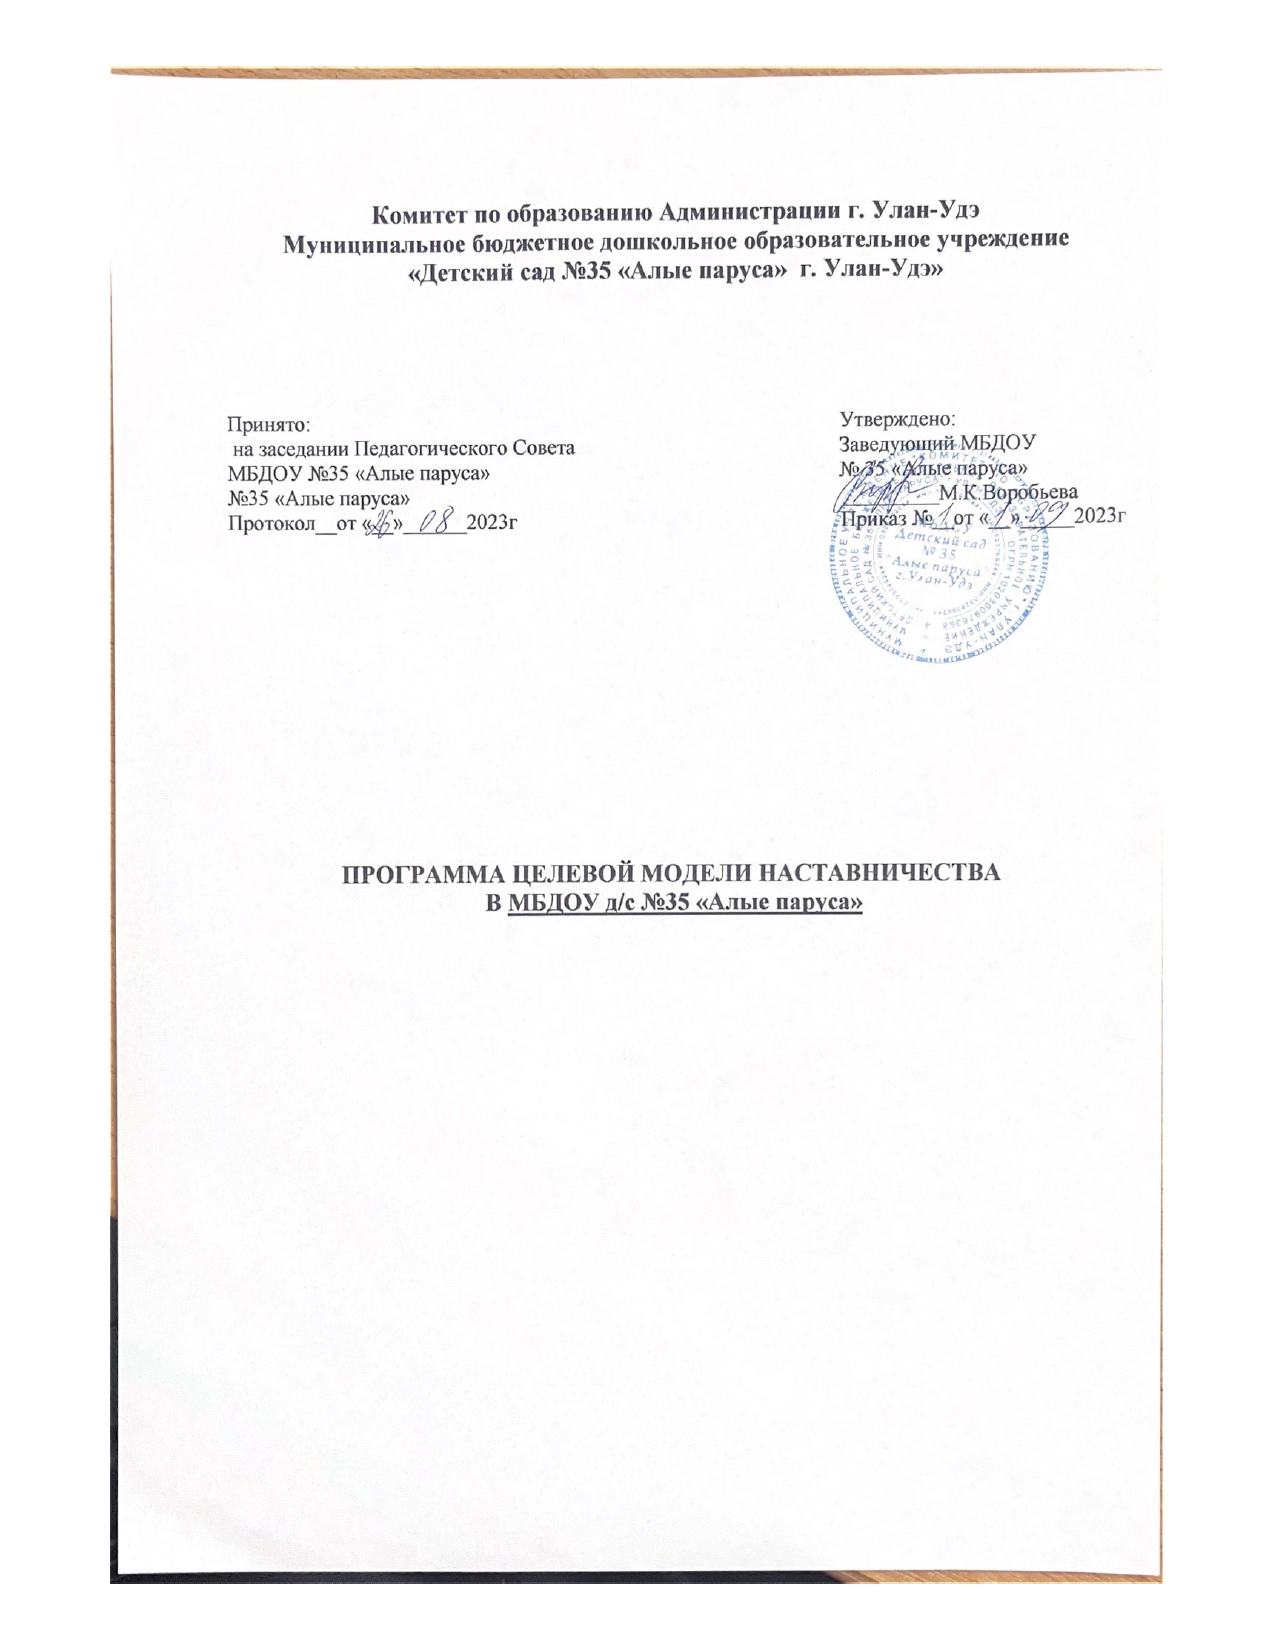 Комитет по образованию Администрации г. Улан-Удэ
Муниципальное бюджетное дошкольное образовательное учреждение
«Детский сад №35 «Алые паруса»  г. Улан-Удэ»
Принято:
на заседании Педагогического Совета
МБДОУ №35 «Алые паруса»
№35 «Алые паруса»
Протокол__от «26» 08 2023г
Утверждено:
Заведующий МБДОУ
№ 35 «Алые паруса»
М.К.Воробьева
Приказ № 1 от «1» 09 2023г
Детский сад
№ 35
Алые паруса
г.Улан-Удэ
ПРОГРАММА ЦЕЛЕВОЙ МОДЕЛИ НАСТАВНИЧЕСТВА
В МБДОУ д/с №35 «Алые паруса»